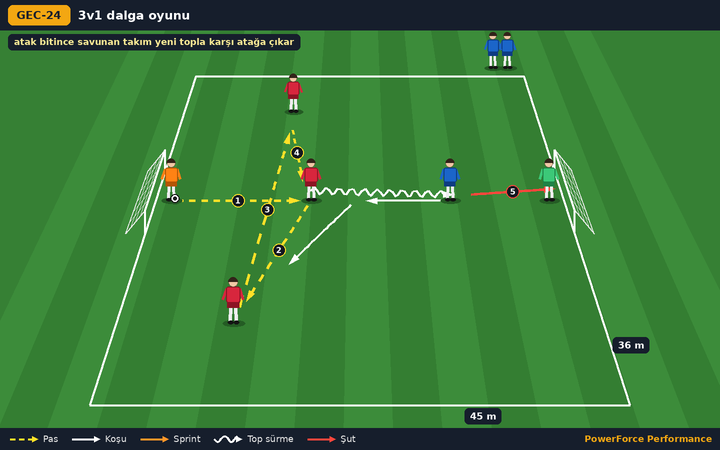 GEC-24 3v1 dalga oyunu
atak bitince savunan takım yeni topla karşı atağa çıkar
4
1
3
5
2
36 m
45 m
Pas Koşu Sprint Top sürme Şut PowerForce Performance